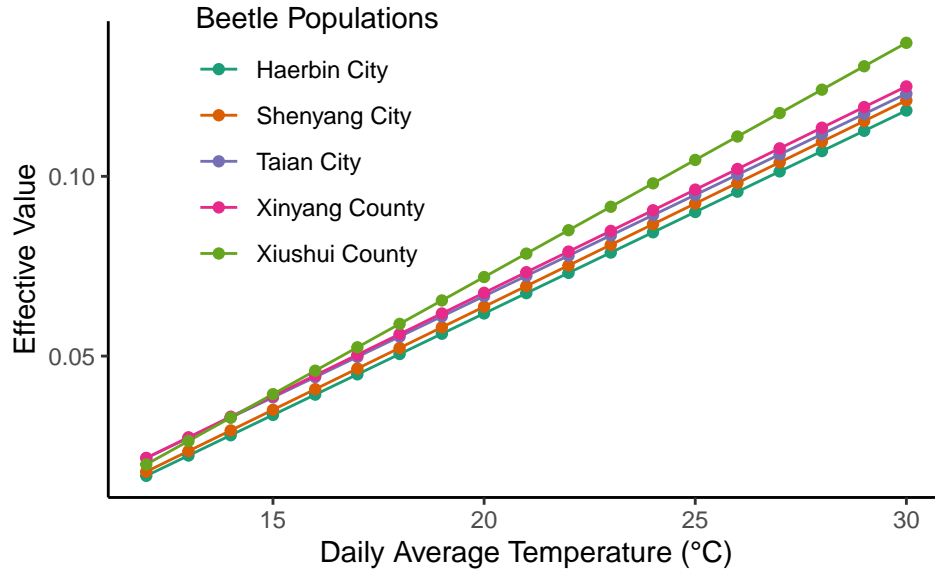 Beetle Populations
Haerbin City
Shenyang City
Taian City
Xinyang County
Xiushui County
0.10
0.05
Effective Value
15 20 25 30
Daily Average Temperature (°C)